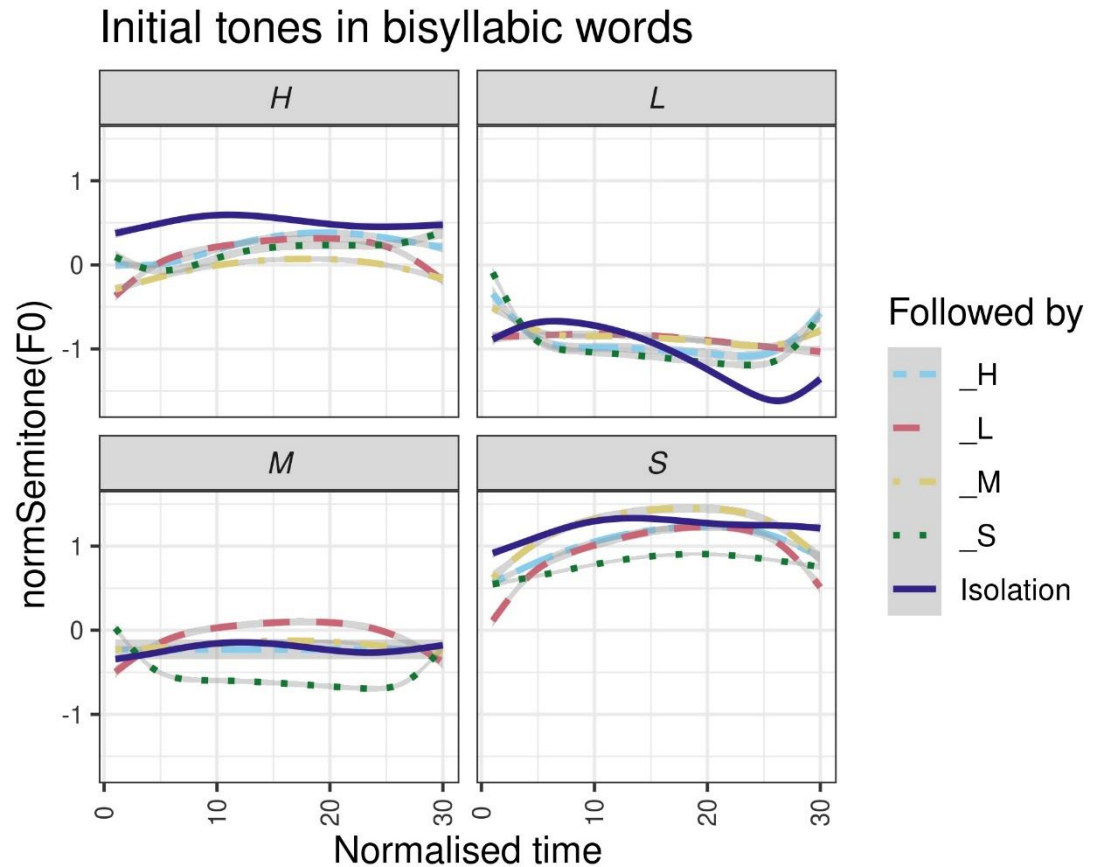 Initial tones in bisyllabic words
H
L
1
0
-1
M
S
1
0
-1
0
10
20
30
0
10
20
30
normSemitone(F0)
Normalised time
Followed by
_H
_L
_M
_S
Isolation